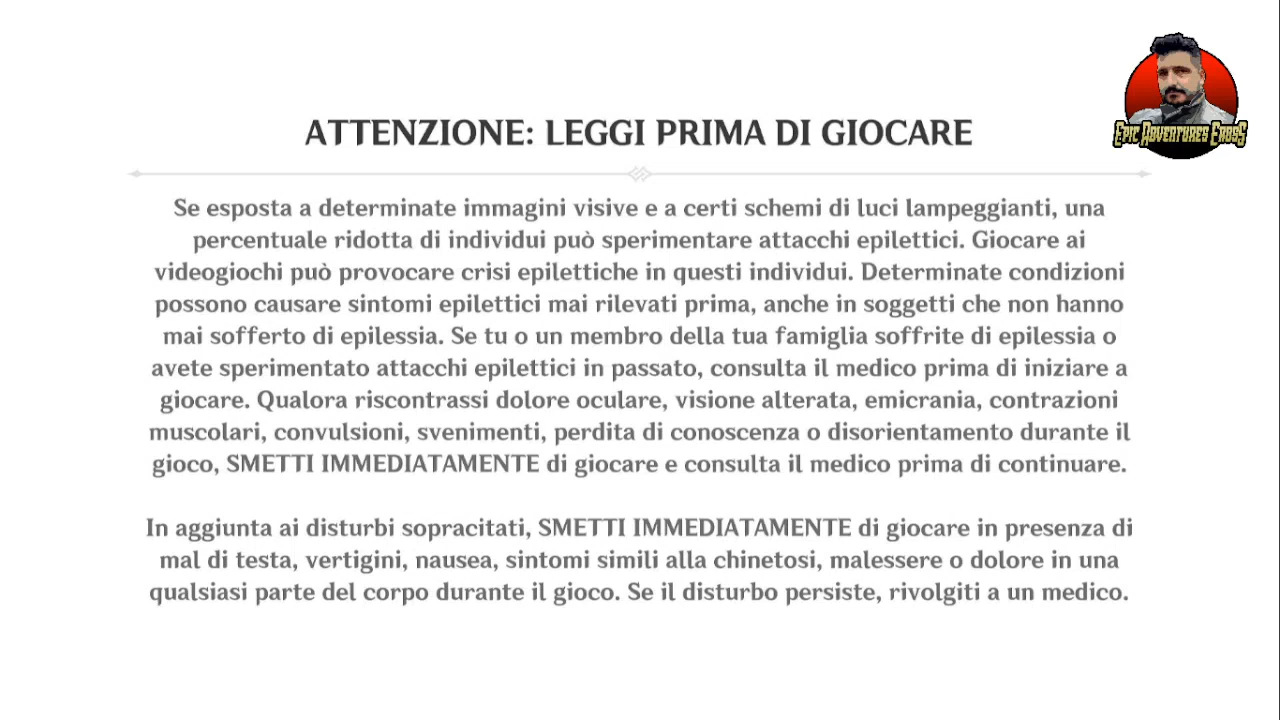 ATTENZIONE: LEGGI PRIMA DI GIOCARE
Se esposta a determinate immagini visive e a certi schemi di luci lampeggianti, una
percentuale ridotta di individui può sperimentare attacchi epilettici. Giocare ai
videogiochi può provocare crisi epilettiche in questi individui. Determinate condizioni
possono causare sintomi epilettici mai rilevati prima, anche in soggetti che non hanno
mai sofferto di epilessia. Se tu o un membro della tua famiglia soffrite di epilessia o
avete sperimentato attacchi epilettici in passato, consulta il medico prima di iniziare a
giocare. Qualora riscontrassi dolore oculare, visione alterata, emicrania, contrazioni
muscolari, convulsioni, svenimenti, perdita di conoscenza o disorientamento durante il
gioco, SMETTI IMMEDIATAMENTE di giocare e consulta il medico prima di continuare.
In aggiunta ai disturbi sopracitati, SMETTI IMMEDIATAMENTE di giocare in presenza di
mal di testa, vertigini, nausea, sintomi simili alla chinetosi, malessere o dolore in una
qualsiasi parte del corpo durante il gioco. Se il disturbo persiste, rivolgiti a un medico.
Epic Adventures Eross